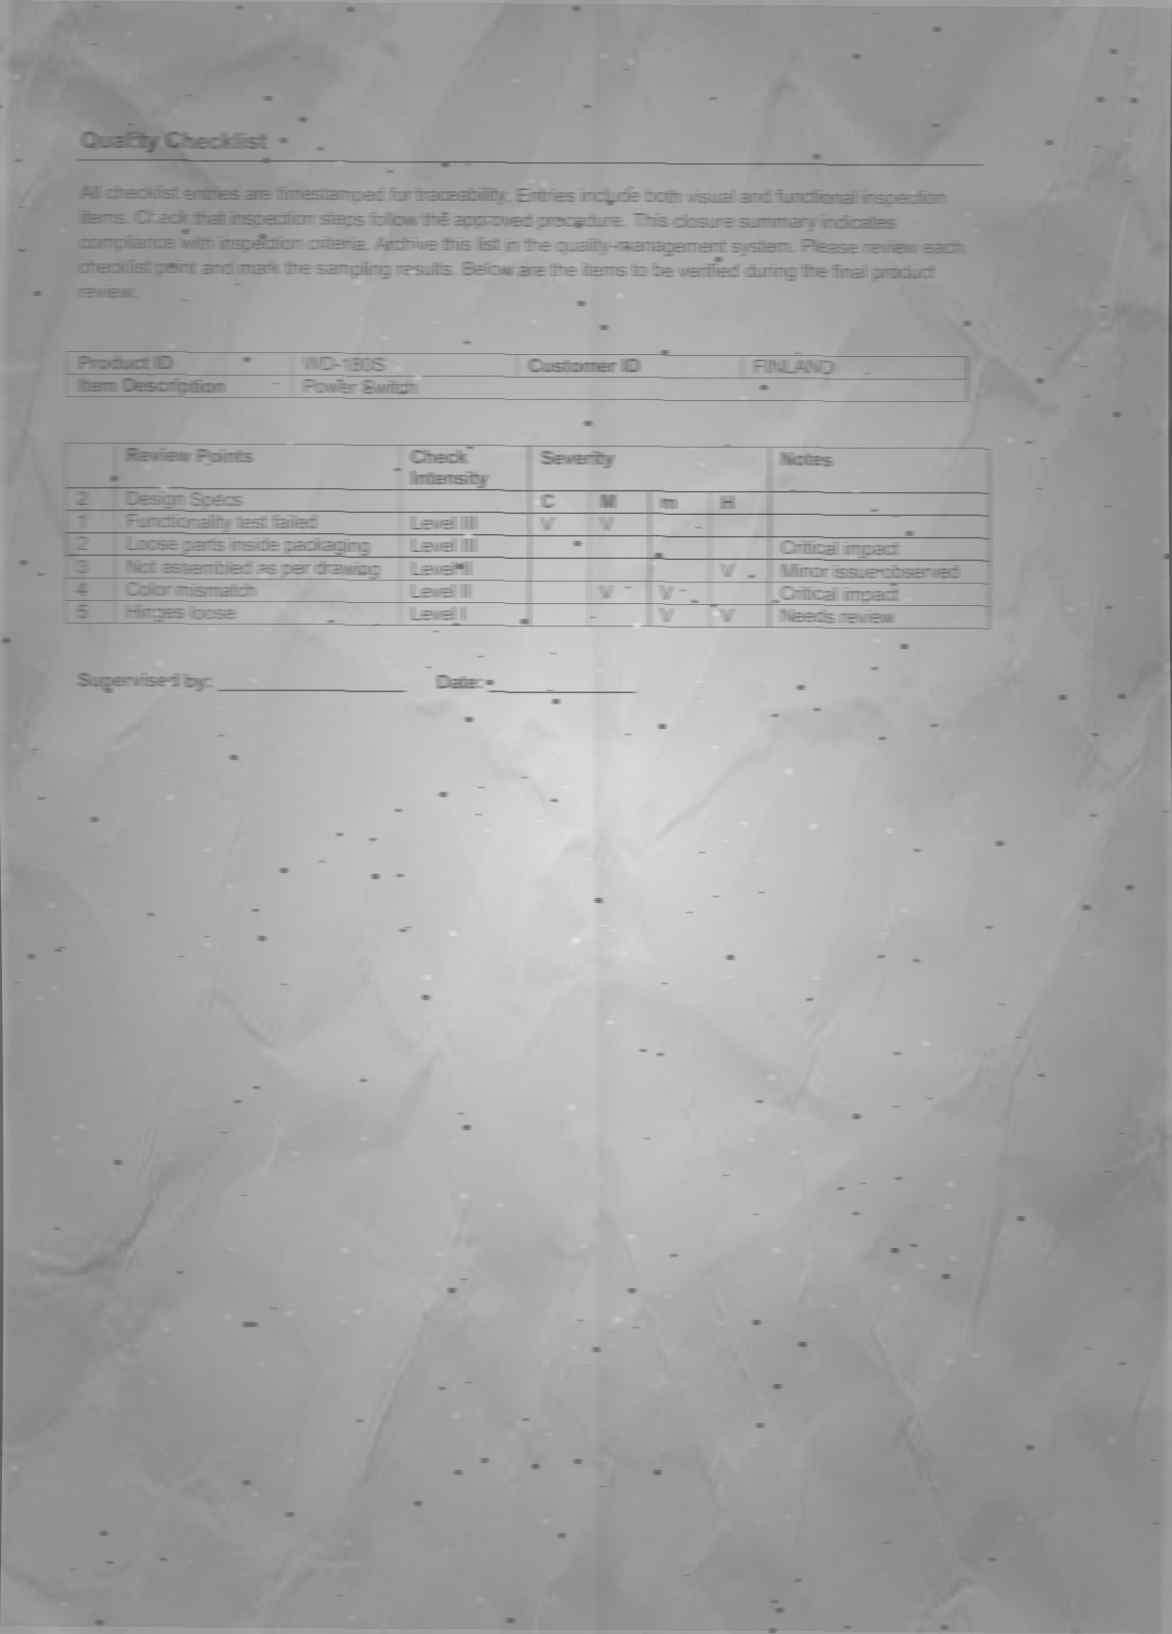 Quality Checklist
All checklist entries are timestamped for traceability. Entries include both visual and functional inspection
items. Check that inspection steps follow the approved procedure. This closure summary indicates
compliance with inspection criteria. Archive this list in the quality-management system. Please review each
checklist point and mark the sampling results. Below are the items to be verified during the final product
review.
Product ID WD-180S Customer ID FINLAND
Item Description Power Switch
Review Points Check Intensity Severity Notes
2 Design Specs C M m H
1 Functionality test failed Level III V V
2 Loose parts inside packaging Level III Critical impact
3 Not assembled as per drawing Level II V Minor issue observed
4 Color mismatch Level II V V Critical impact
5 Hinges loose Level I V V Needs review
Supervised by: Date: